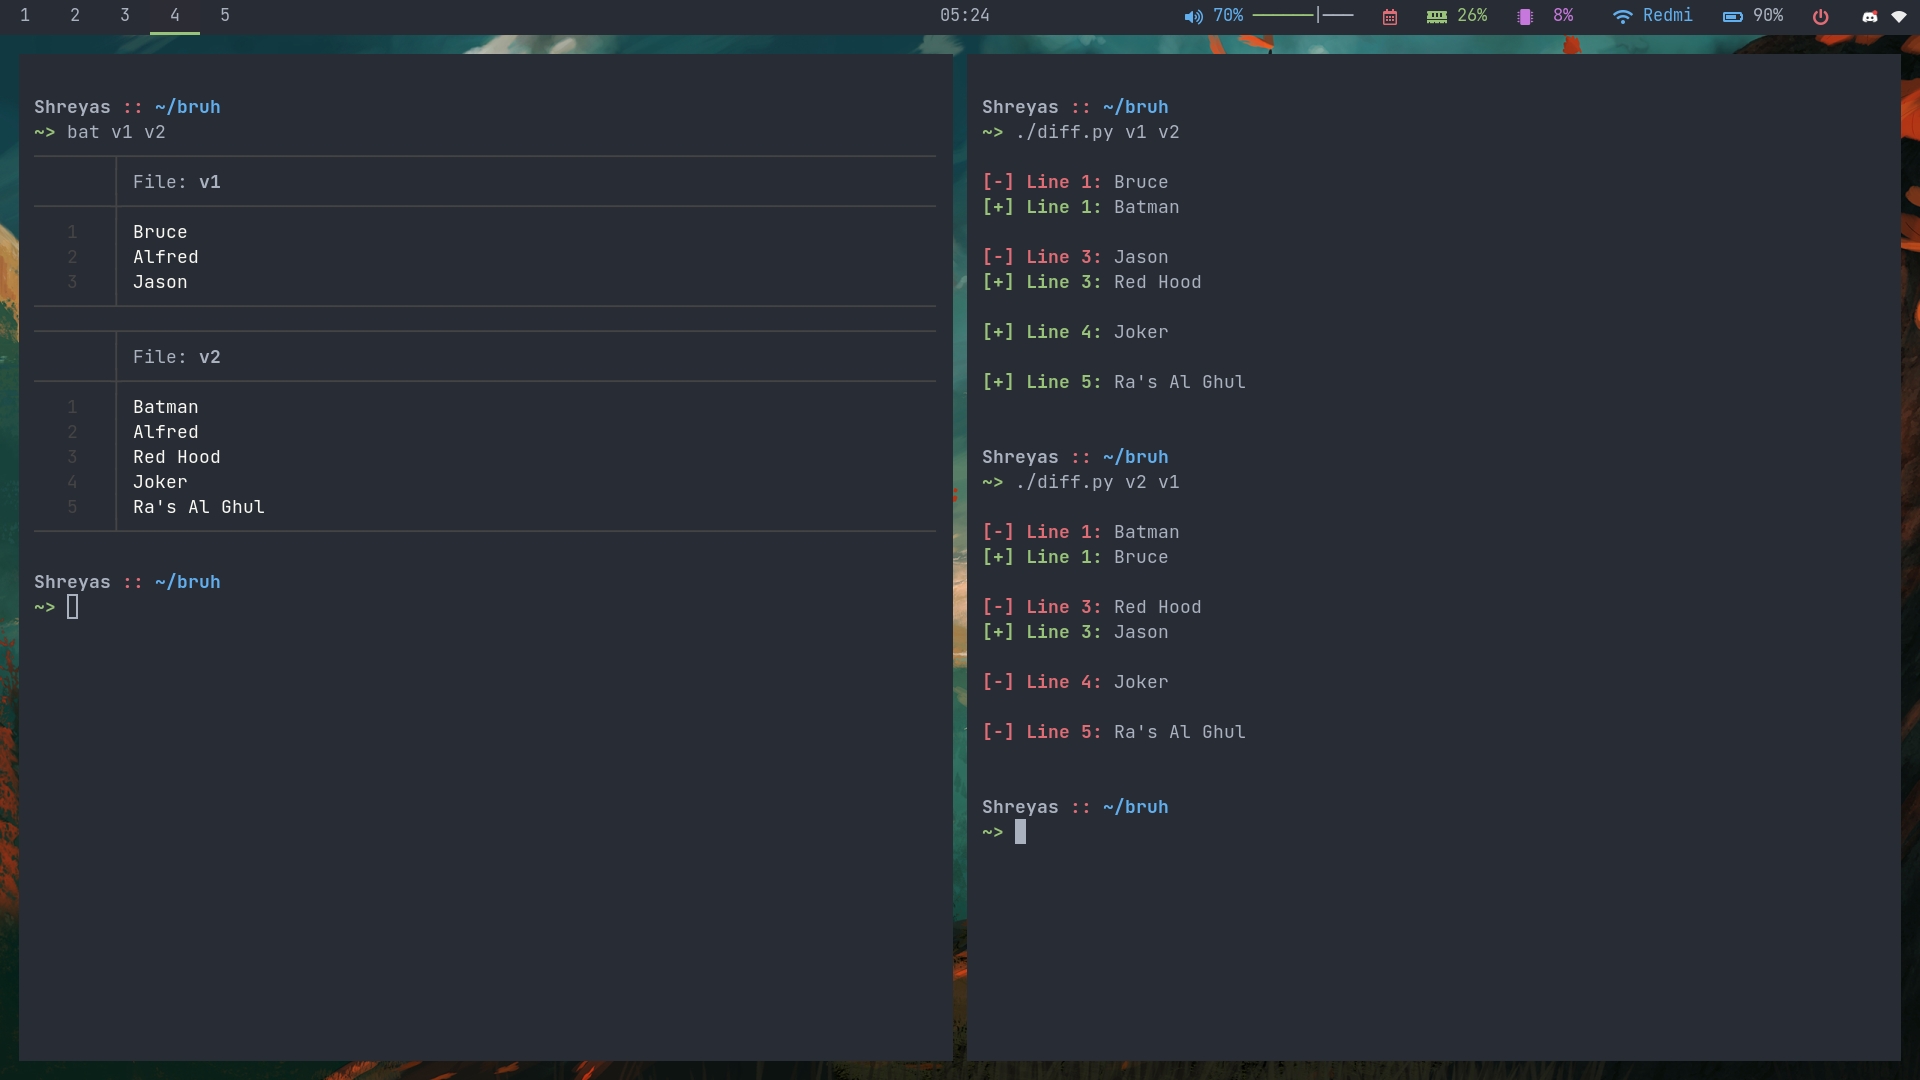 1 2 3 4 5 05:24 70% 26% 8% Redmi 90%
Shreyas :: ~/bruh
~> bat v1 v2
File: v1
1 Bruce
2 Alfred
3 Jason
File: v2
1 Batman
2 Alfred
3 Red Hood
4 Joker
5 Ra's Al Ghul
Shreyas :: ~/bruh
~>
Shreyas :: ~/bruh
~> ./diff.py v1 v2
[-] Line 1: Bruce
[+] Line 1: Batman
[-] Line 3: Jason
[+] Line 3: Red Hood
[+] Line 4: Joker
[+] Line 5: Ra's Al Ghul
Shreyas :: ~/bruh
~> ./diff.py v2 v1
[-] Line 1: Batman
[+] Line 1: Bruce
[-] Line 3: Red Hood
[+] Line 3: Jason
[-] Line 4: Joker
[-] Line 5: Ra's Al Ghul
Shreyas :: ~/bruh
~>